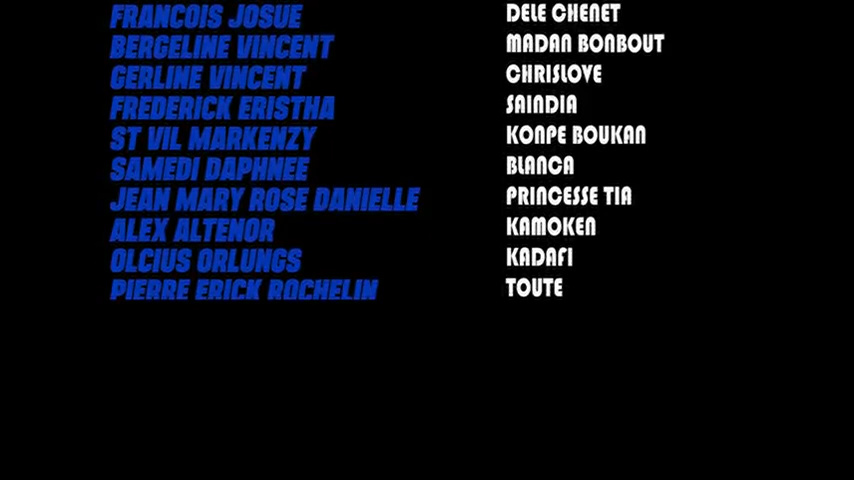 FRANCOIS JOSUE DELE CHENET
BERGELINE VINCENT MADAN BONBOUT
GERLINE VINCENT CHRISLOVE
FREDERICK ERISTHA SAINDIA
ST VIL MARKENZY KONPE BOUKAN
SAMEDI DAPHNEE BLANCA
JEAN MARY ROSE DANIELLE PRINCESSE TIA
ALEX ALTENOR KAMOKEN
OLCIUS ORLUNGS KADAFI
PIERRE ERICK ROCHELIN TOUTE